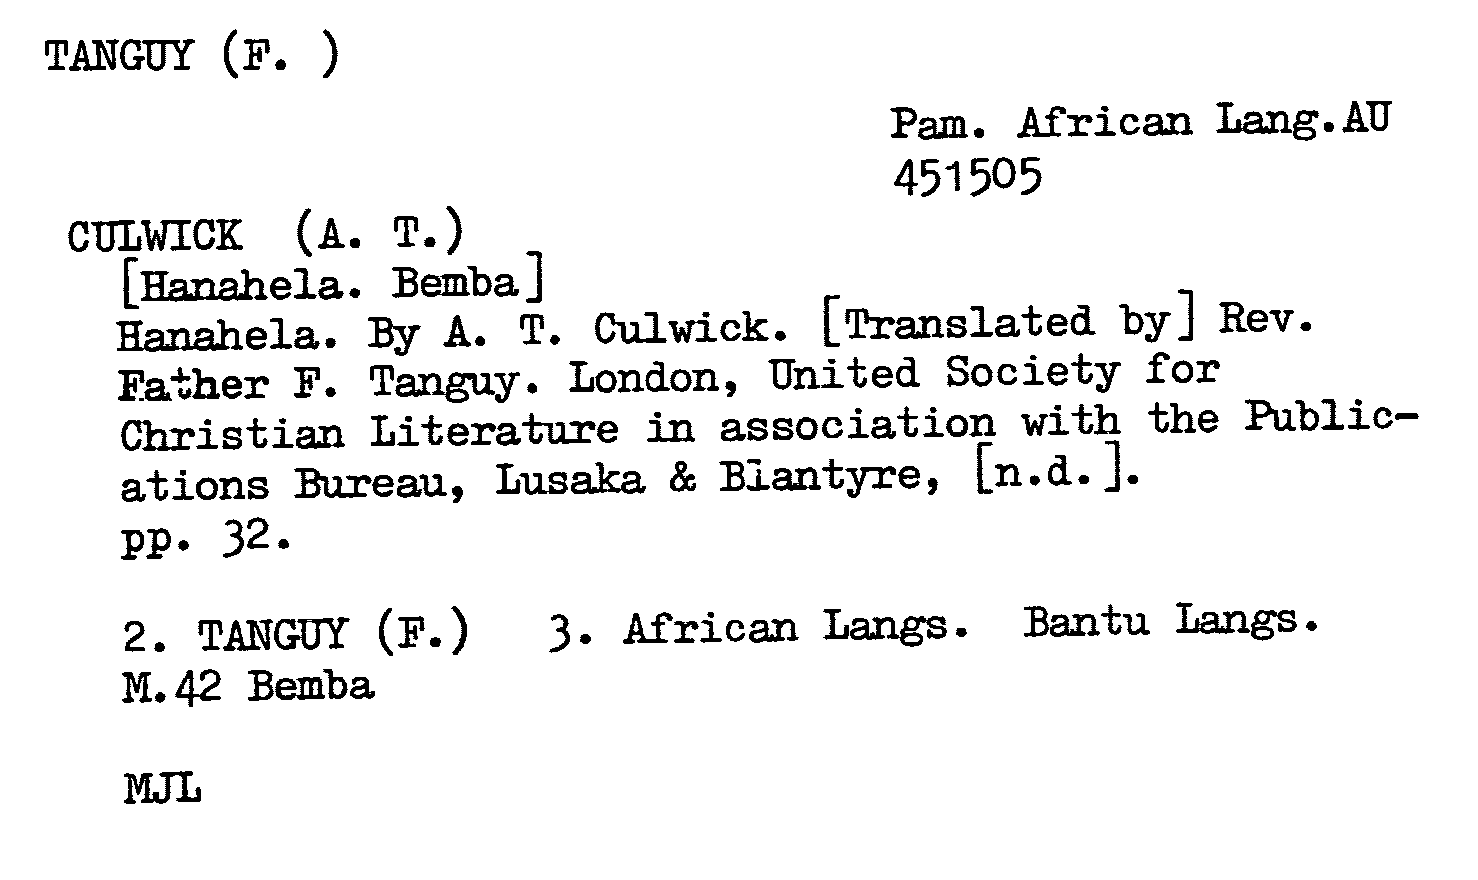 TANGUY (F. )
Pam. African Lang.AU
451505
CULWICK (A. T.)
[Hanahela. Bemba]
Hanahela. By A. T. Culwick. [Translated by] Rev.
Father F. Tanguy. London, United Society for
Christian Literature in association with the Public-
ations Bureau, Lusaka & Blantyre, [n.d.].
pp. 32.
2. TANGUY (F.) 3. African Langs. Bantu Langs.
M.42 Bemba
MJL